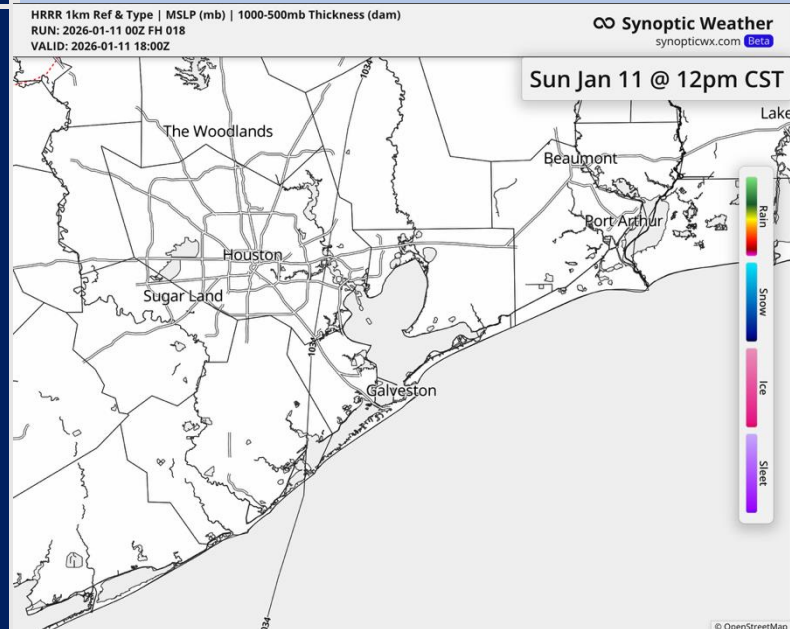 HRRR 1km Ref & Type | MSLP (mb) | 1000-500mb Thickness (dam)
RUN: 2026-01-11 00Z FH 018
VALID: 2026-01-11 18:00Z
Synoptic Weather
synopticwx.com Beta
Sun Jan 11 @ 12pm CST
1034
The Woodlands
Lake
Beaumont
Port Arthur
Rain
Houston
Sugar Land
Snow
1034
Ice
Galveston
Sleet
034
© OpenStreetMap